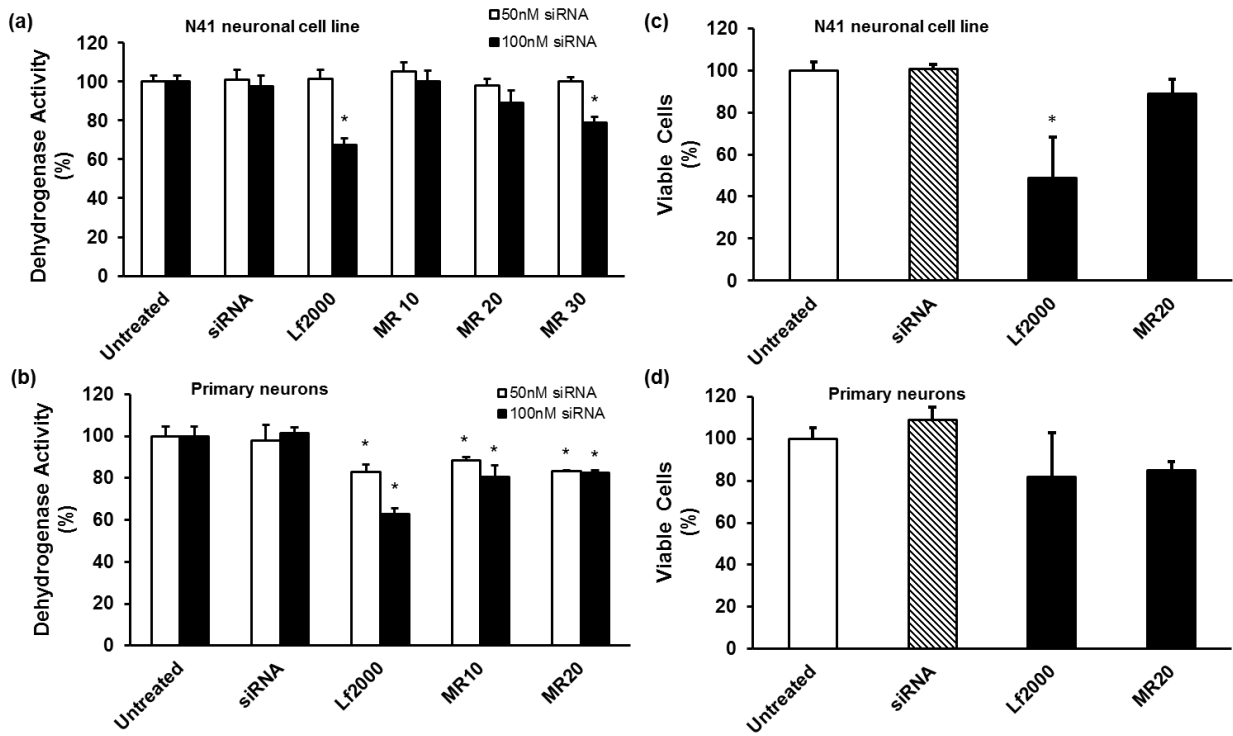 (a)
N41 neuronal cell line
50nM siRNA
100nM siRNA
Dehydrogenase Activity
(%)
120
100
80
60
40
20
0
*
*
Untreated
siRNA
Lf2000
MR 10
MR 20
MR 30
(c)
N41 neuronal cell line
Viable Cells
(%)
120
100
80
60
40
20
0
*
Untreated
siRNA
Lf2000
MR20
(b)
Primary neurons
50nM siRNA
100nM siRNA
Dehydrogenase Activity
(%)
120
100
80
60
40
20
0
*
*
*
*
*
*
Untreated
siRNA
Lf2000
MR10
MR20
(d)
Primary neurons
Viable Cells
(%)
120
100
80
60
40
20
0
Untreated
siRNA
Lf2000
MR20